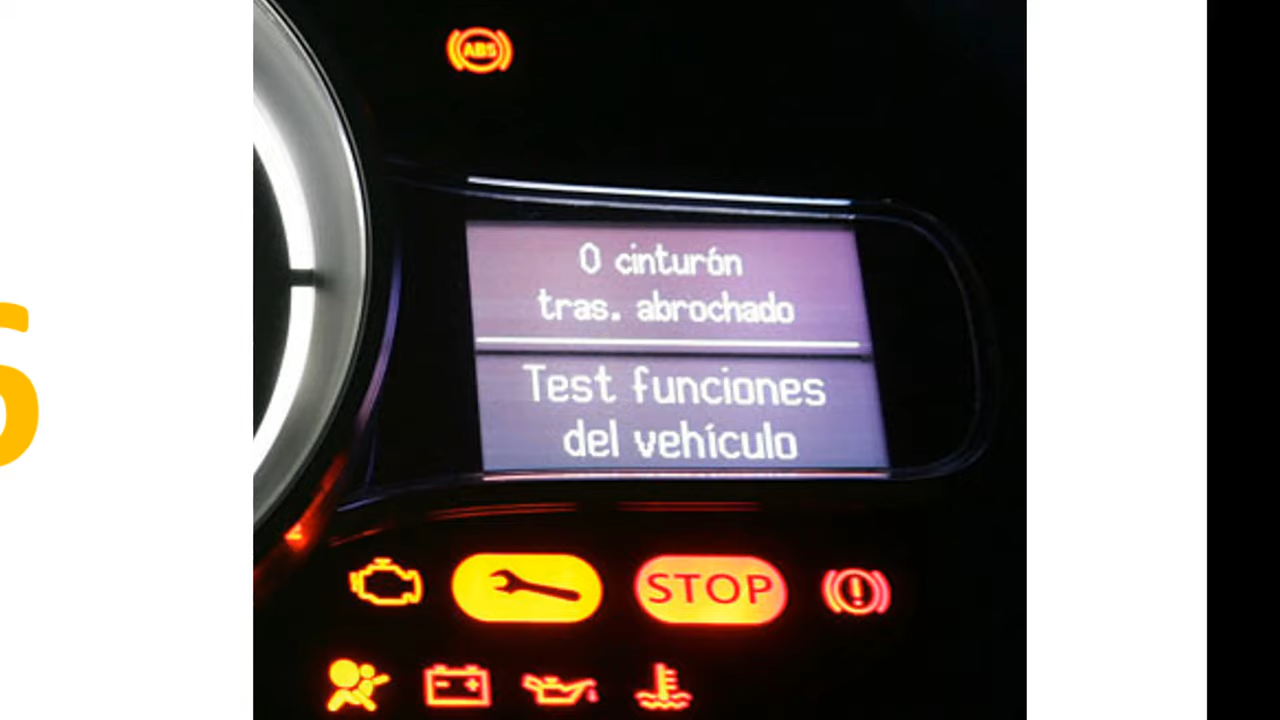 ABS
0 cinturón
tras. abrochado
Test funciones
del vehículo
STOP